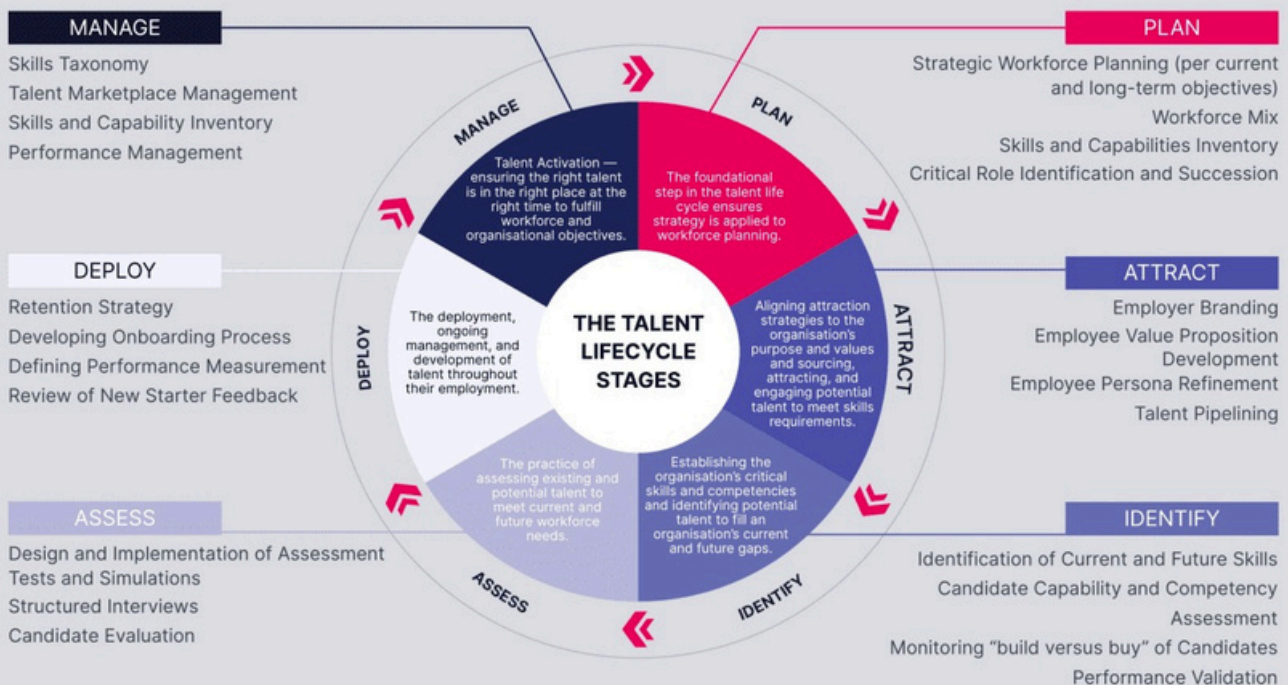 MANAGE
Skills Taxonomy
Talent Marketplace Management
Skills and Capability Inventory
Performance Management
DEPLOY
Retention Strategy
Developing Onboarding Process
Defining Performance Measurement
Review of New Starter Feedback
ASSESS
Design and Implementation of Assessment
Tests and Simulations
Structured Interviews
Candidate Evaluation
MANAGE
Talent Activation —
ensuring the right talent
is in the right place at the
right time to fulfill
workforce and
organisational objectives.
PLAN
The foundational
step in the talent life
cycle ensures
strategy is applied to
workforce planning.
DEPLOY
The deployment,
ongoing
management, and
development of
talent throughout
their employment.
THE TALENT
LIFECYCLE
STAGES
ATTRACT
Aligning attraction
strategies to the
organisation's
purpose and values
and sourcing,
attracting, and
engaging potential
talent to meet skills
requirements.
ASSESS
The practice of
assessing existing and
potential talent to
meet current and
future workforce
needs.
IDENTIFY
Establishing the
organisation's critical
skills and competencies
and identifying potential
talent to fill an
organisation's current
and future gaps.
PLAN
Strategic Workforce Planning (per current
and long-term objectives)
Workforce Mix
Skills and Capabilities Inventory
Critical Role Identification and Succession
ATTRACT
Employer Branding
Employee Value Proposition
Development
Employee Persona Refinement
Talent Pipelining
IDENTIFY
Identification of Current and Future Skills
Candidate Capability and Competency
Assessment
Monitoring "build versus buy" of Candidates
Performance Validation